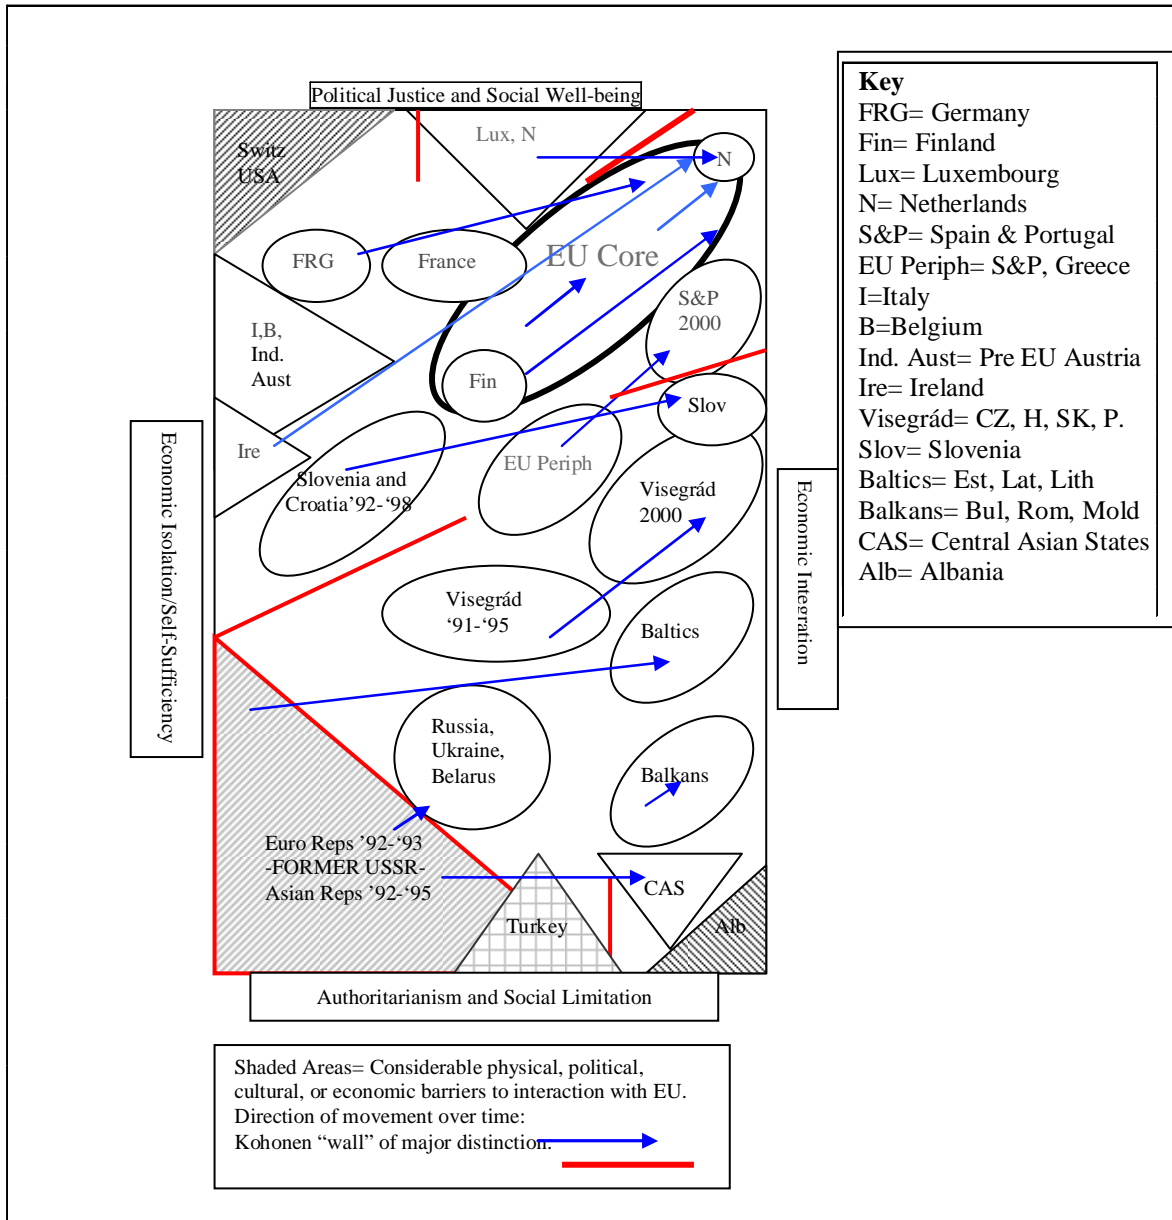 Political Justice and Social Well-being
Switz
USA
Lux, N
N
FRG
France
EU Core
S&P
2000
I,B,
Ind.
Aust
Fin
Slov
Ire
Slovenia and
Croatia’92-‘98
EU Periph
Visegrád
2000
Visegrád
‘91-‘95
Baltics
Russia,
Ukraine,
Belarus
Balkans
Euro Reps ’92-‘93
-FORMER USSR-
Asian Reps ’92-‘95
CAS
Turkey
Alb
Economic Isolation/Self-Sufficiency
Economic Integration
Authoritarianism and Social Limitation
Key
FRG= Germany
Fin= Finland
Lux= Luxembourg
N= Netherlands
S&P= Spain & Portugal
EU Periph= S&P, Greece
I=Italy
B=Belgium
Ind. Aust= Pre EU Austria
Ire= Ireland
Visegrád= CZ, H, SK, P.
Slov= Slovenia
Baltics= Est, Lat, Lith
Balkans= Bul, Rom, Mold
CAS= Central Asian States
Alb= Albania
Shaded Areas= Considerable physical, political,
cultural, or economic barriers to interaction with EU.
Direction of movement over time:
Kohonen “wall” of major distinction: